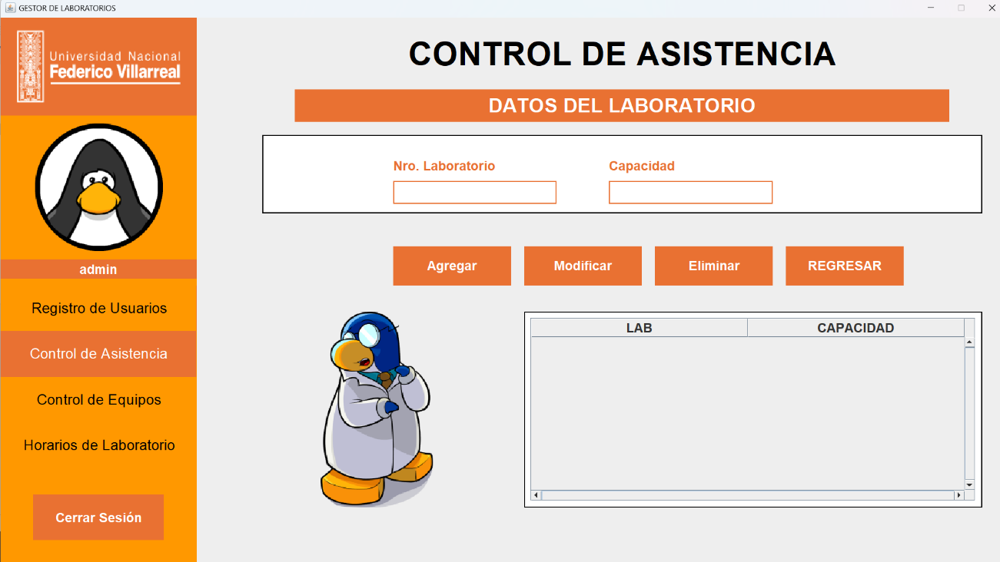 GESTOR DE LABORATORIOS
Universidad Nacional
Federico Villarreal
admin
Registro de Usuarios
Control de Asistencia
Control de Equipos
Horarios de Laboratorio
Cerrar Sesión
CONTROL DE ASISTENCIA
DATOS DEL LABORATORIO
Nro. Laboratorio Capacidad
Agregar Modificar Eliminar REGRESAR
LAB CAPACIDAD